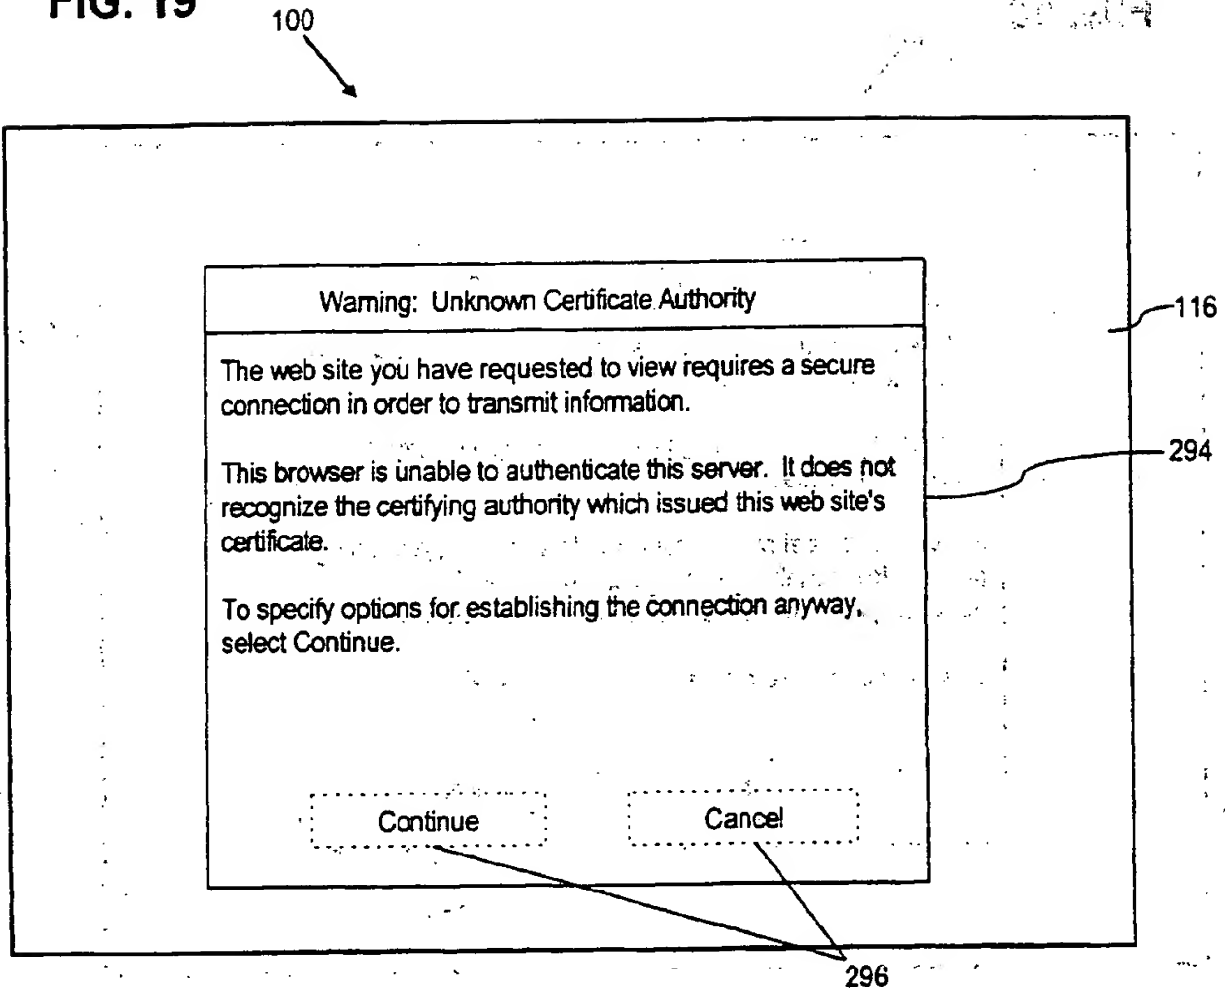 FIG. 19
100
Warning: Unknown Certificate Authority
116
The web site you have requested to view requires a secure
connection in order to transmit information.
294
This browser is unable to authenticate this server. It does not
recognize the certifying authority which issued this web site's
certificate.
To specify options for establishing the connection anyway,
select Continue.
Continue
Cancel
296